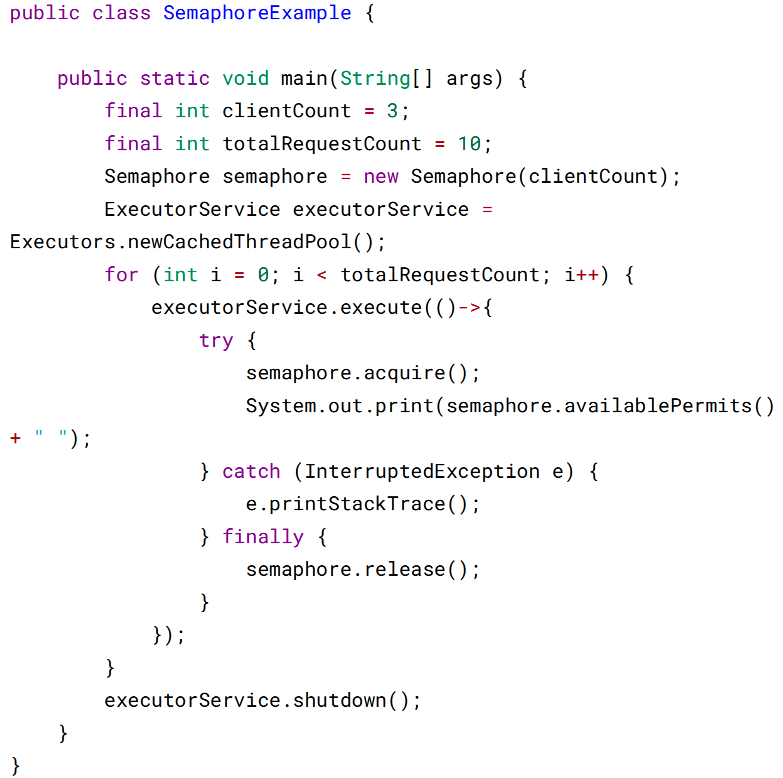 public class SemaphoreExample {
    public static void main(String[] args) {
        final int clientCount = 3;
        final int totalRequestCount = 10;
        Semaphore semaphore = new Semaphore(clientCount);
        ExecutorService executorService =
Executors.newCachedThreadPool();
        for (int i = 0; i < totalRequestCount; i++) {
            executorService.execute(()->{
                try {
                    semaphore.acquire();
                    System.out.print(semaphore.availablePermits()
+ " ");
                } catch (InterruptedException e) {
                    e.printStackTrace();
                } finally {
                    semaphore.release();
                }
            });
        }
        executorService.shutdown();
    }
}